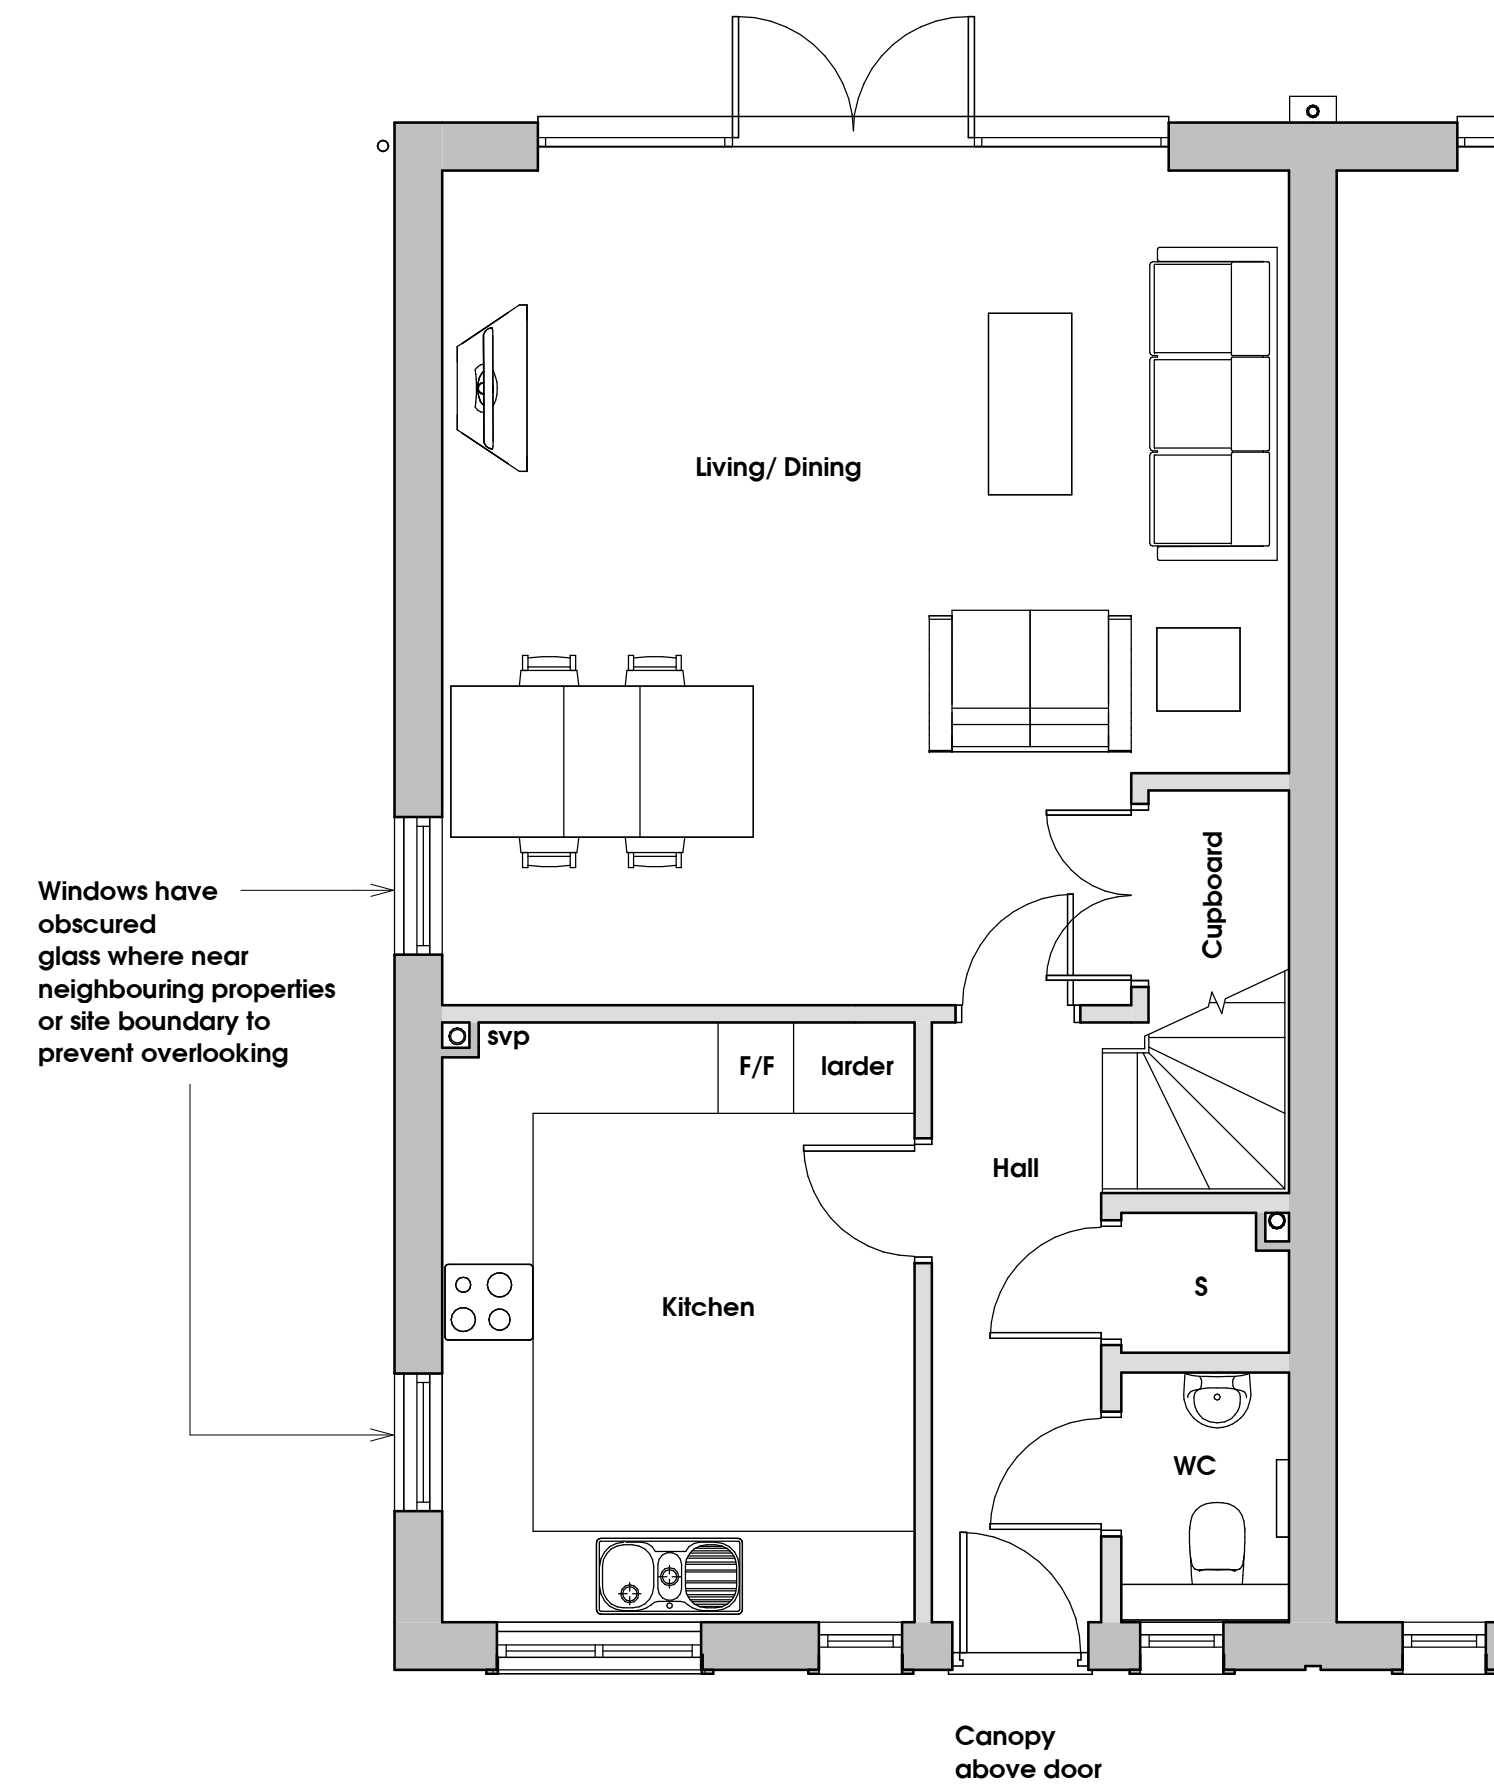 Living/ Dining
Cupboard
Windows have
obscured
glass where near
neighbouring properties
or site boundary to
prevent overlooking
svp
F/F
larder
Hall
Kitchen
S
WC
Canopy
above door